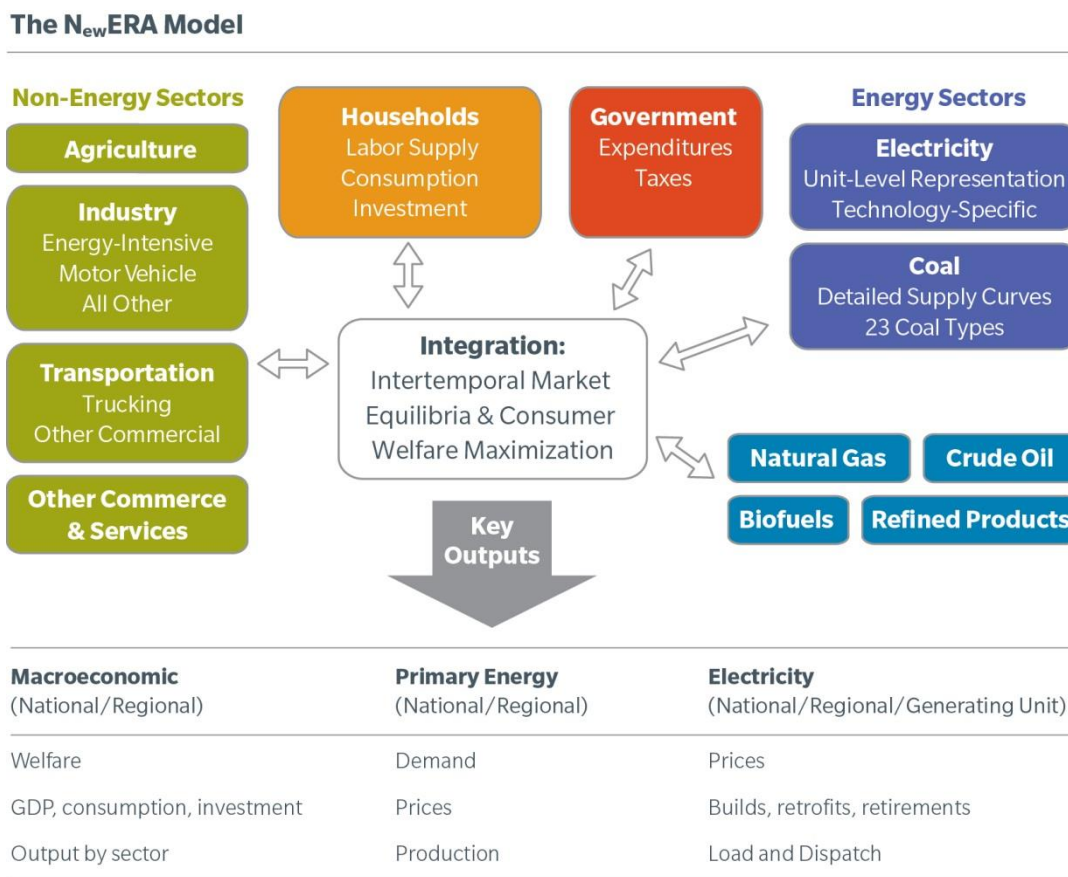 The NewERA Model
Non-Energy Sectors
Agriculture
Industry
Energy-Intensive
Motor Vehicle
All Other
Transportation
Trucking
Other Commercial
Other Commerce
& Services
Households
Labor Supply
Consumption
Investment
Government
Expenditures
Taxes
Energy Sectors
Electricity
Unit-Level Representation
Technology-Specific
Coal
Detailed Supply Curves
23 Coal Types
Integration:
Intertemporal Market
Equilibria & Consumer
Welfare Maximization
Natural Gas
Crude Oil
Biofuels
Refined Products
Key
Outputs
Macroeconomic
(National/Regional)
Primary Energy
(National/Regional)
Electricity
(National/Regional/Generating Unit)
Welfare
Demand
Prices
GDP, consumption, investment
Prices
Builds, retrofits, retirements
Output by sector
Production
Load and Dispatch